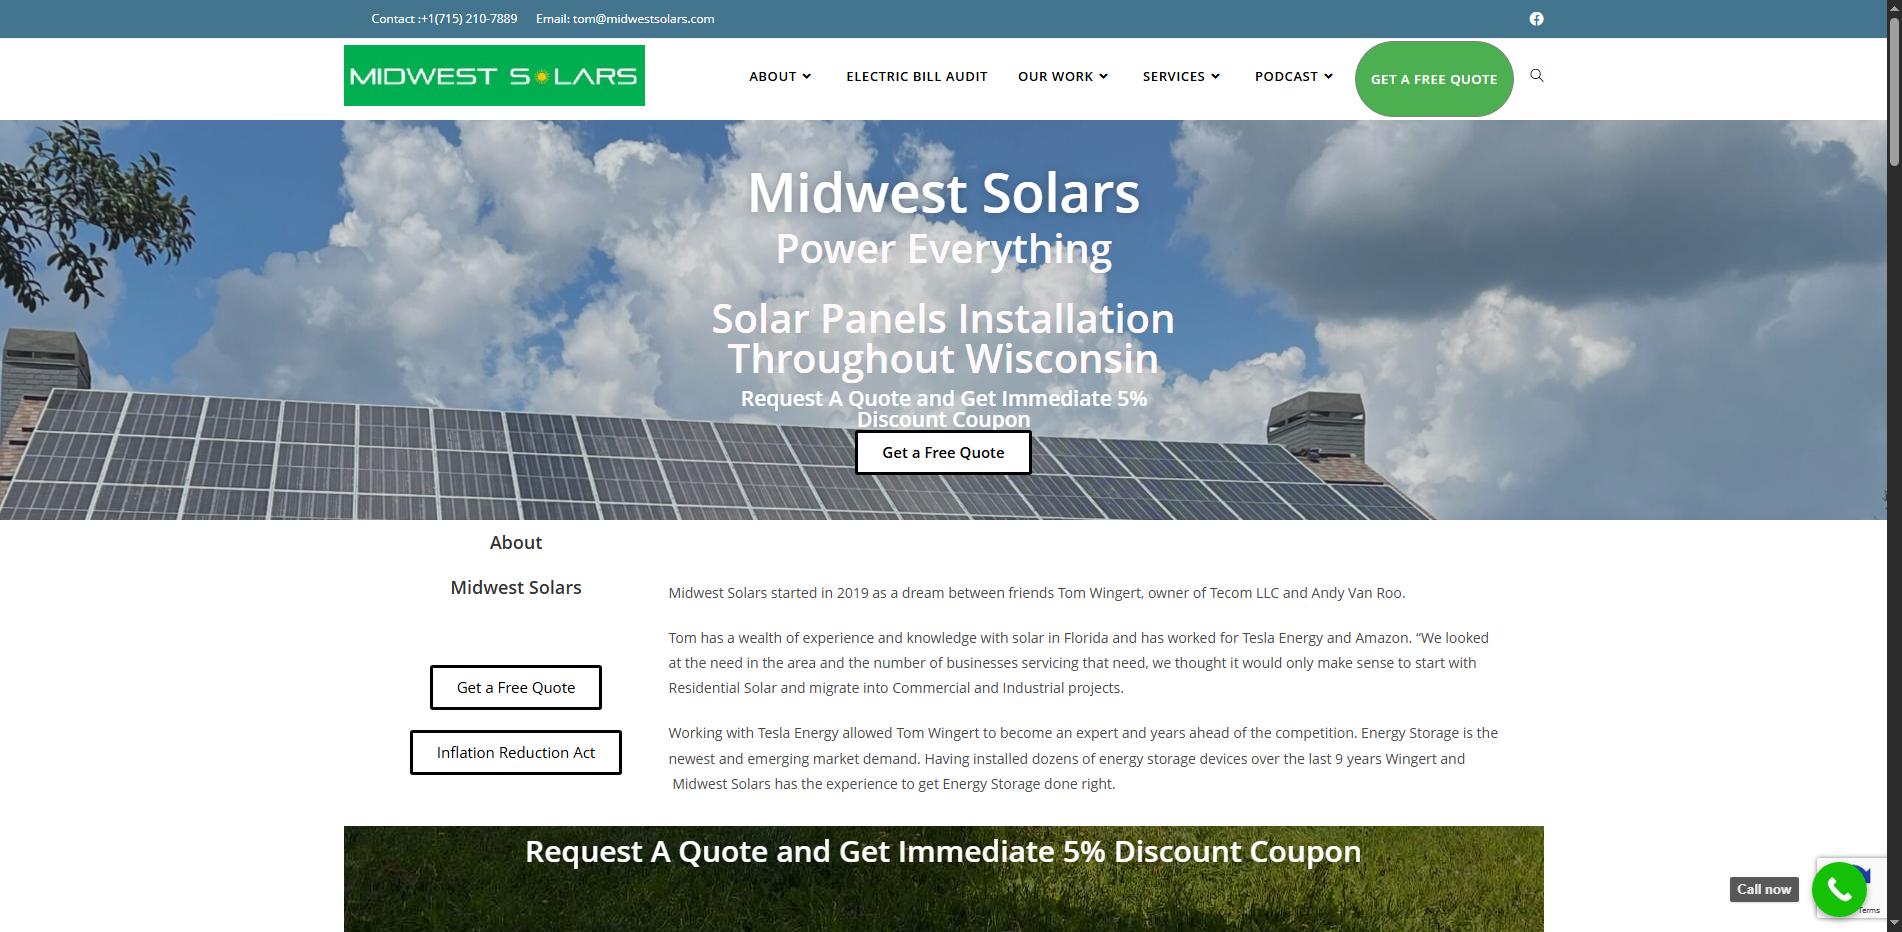 Contact :+1(715) 210-7889 Email: tom@midwestsolars.com
MIDWEST SOLARS
ABOUT ELECTRIC BILL AUDIT OUR WORK SERVICES PODCAST GET A FREE QUOTE
Midwest Solars
Power Everything
Solar Panels Installation
Throughout Wisconsin
Request A Quote and Get Immediate 5%
Discount Coupon
Get a Free Quote
About
Midwest Solars
Get a Free Quote
Inflation Reduction Act
Midwest Solars started in 2019 as a dream between friends Tom Wingert, owner of Tecom LLC and Andy Van Roo.
Tom has a wealth of experience and knowledge with solar in Florida and has worked for Tesla Energy and Amazon. “We looked
at the need in the area and the number of businesses servicing that need, we thought it would only make sense to start with
Residential Solar and migrate into Commercial and Industrial projects.
Working with Tesla Energy allowed Tom Wingert to become an expert and years ahead of the competition. Energy Storage is the
newest and emerging market demand. Having installed dozens of energy storage devices over the last 9 years Wingert and
Midwest Solars has the experience to get Energy Storage done right.
Request A Quote and Get Immediate 5% Discount Coupon
Call now
Terms